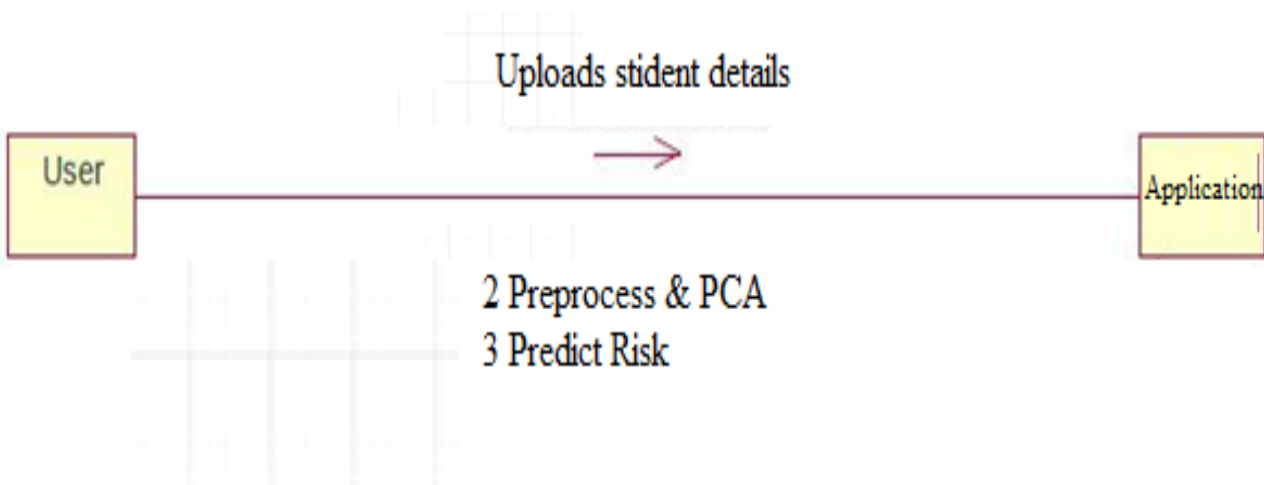 Uploads stident details
User
Application
2 Preprocess & PCA
3 Predict Risk